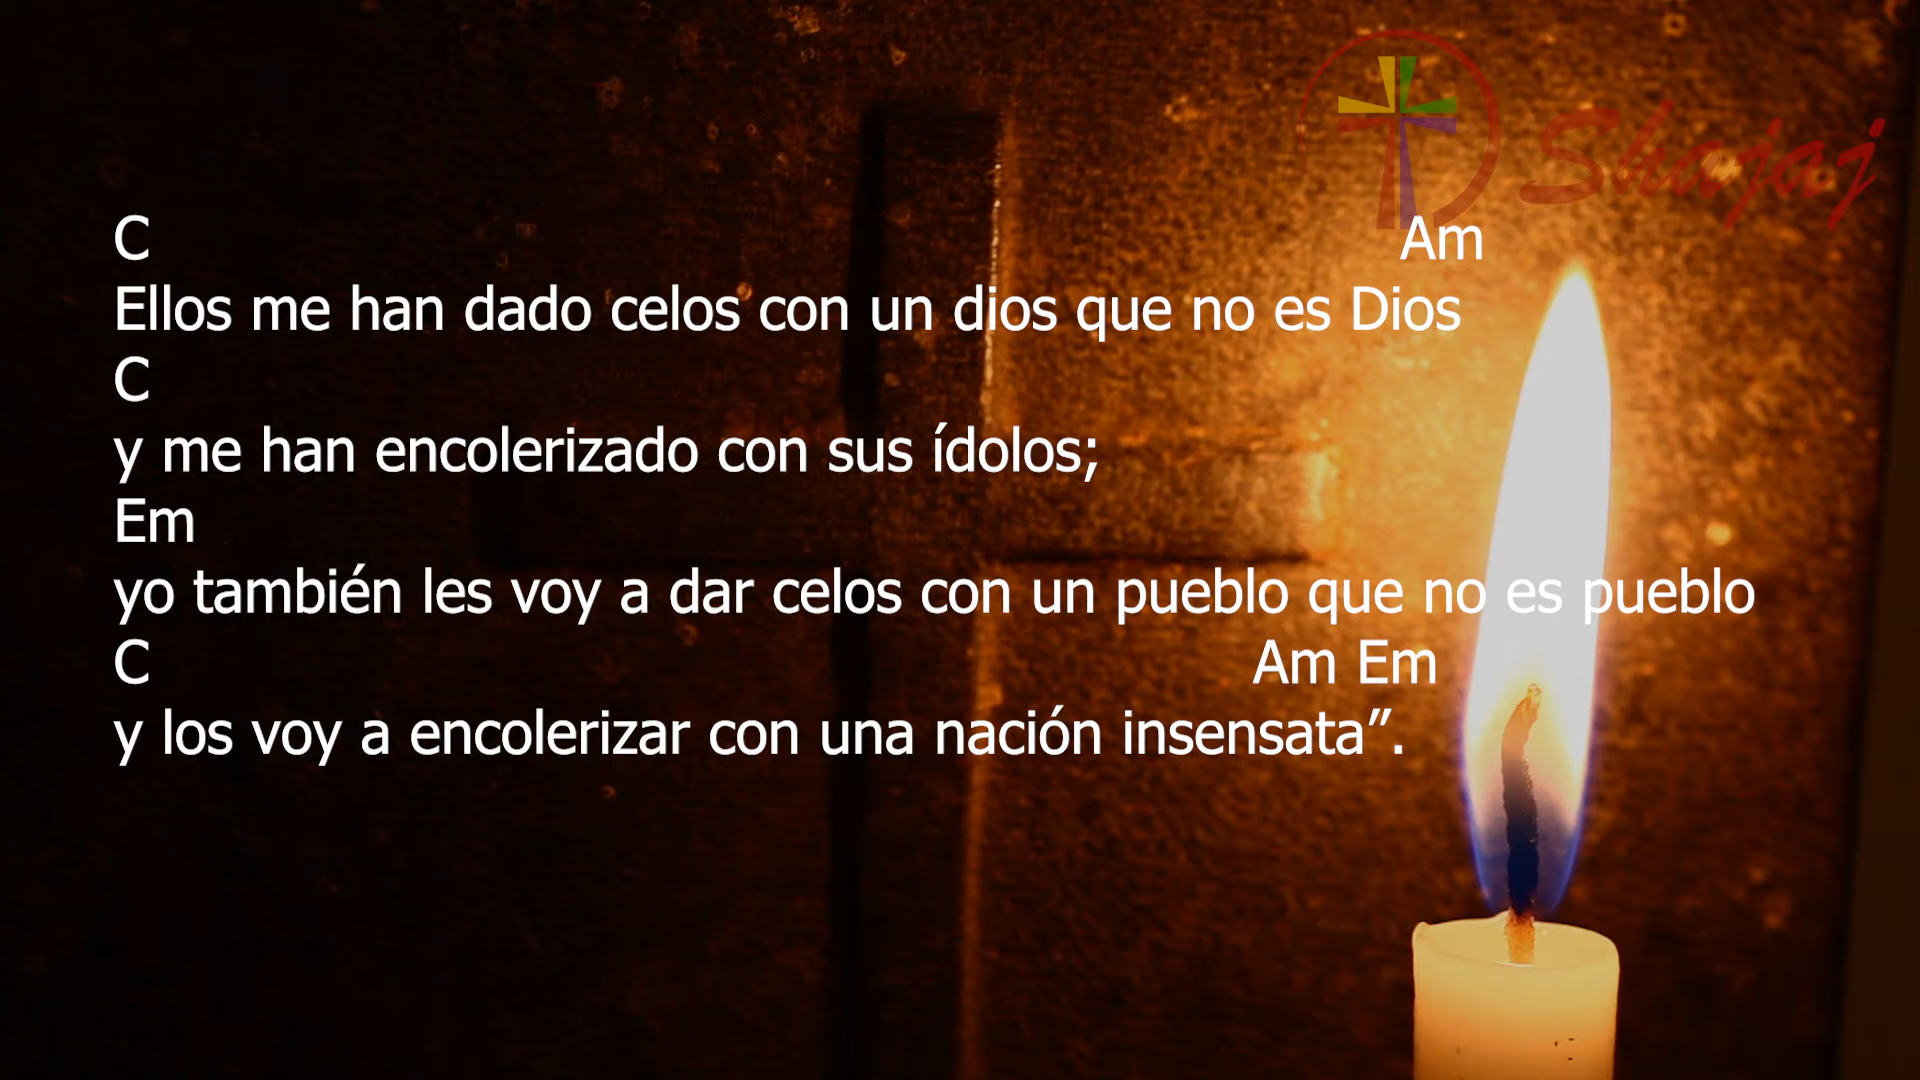 Shajaj
C Am
Ellos me han dado celos con un dios que no es Dios
C
y me han encolerizado con sus ídolos;
Em
yo también les voy a dar celos con un pueblo que no es pueblo
C Am Em
y los voy a encolerizar con una nación insensata”.